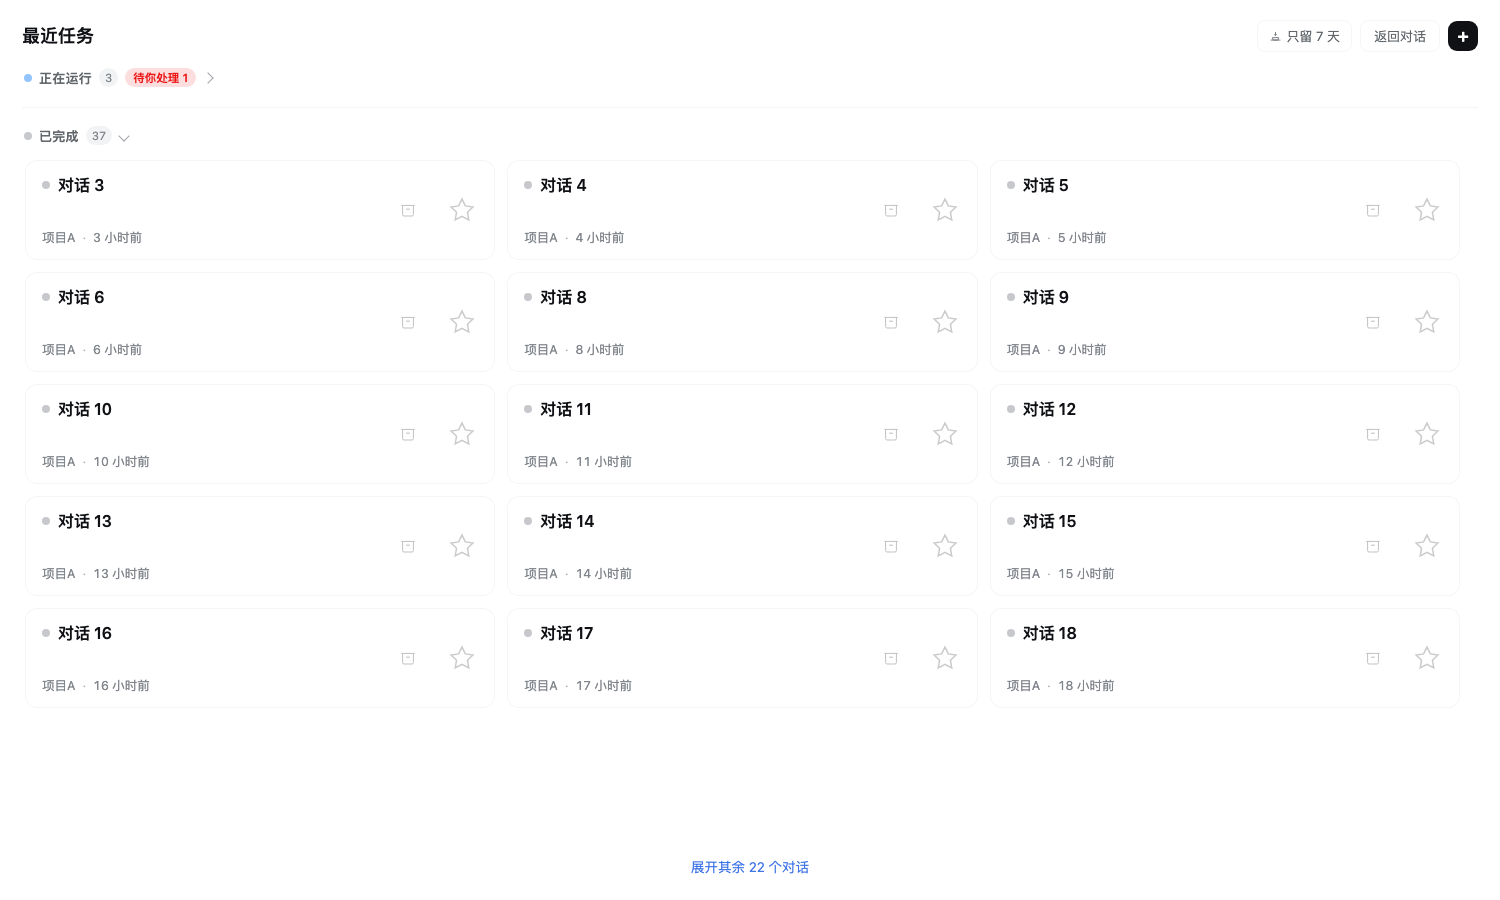 最近任务
只留 7 天
返回对话
正在运行 3 待你处理 1
已完成 37
对话 3
项目A · 3 小时前
对话 4
项目A · 4 小时前
对话 5
项目A · 5 小时前
对话 6
项目A · 6 小时前
对话 8
项目A · 8 小时前
对话 9
项目A · 9 小时前
对话 10
项目A · 10 小时前
对话 11
项目A · 11 小时前
对话 12
项目A · 12 小时前
对话 13
项目A · 13 小时前
对话 14
项目A · 14 小时前
对话 15
项目A · 15 小时前
对话 16
项目A · 16 小时前
对话 17
项目A · 17 小时前
对话 18
项目A · 18 小时前
展开其余 22 个对话